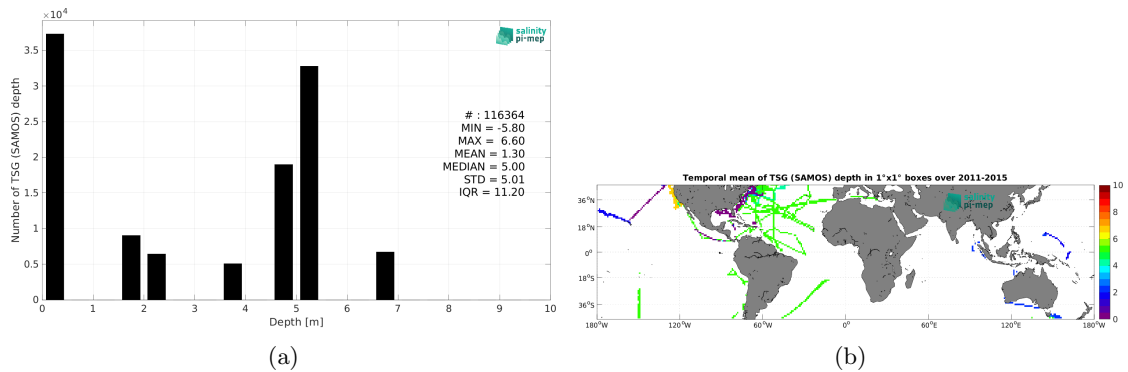 ×10⁴
salinity
pi-mep
3.5
3
2.5
2
1.5
1
0.5
0
Number of TSG (SAMOS) depth
# : 116364
MIN = -5.80
MAX = 6.60
MEAN = 1.30
MEDIAN = 5.00
STD = 5.01
IQR = 11.20
0 1 2 3 4 5 6 7 8 9 10
Depth [m]
(a)
Temporal mean of TSG (SAMOS) depth in 1°x1° boxes over 2011-2015
salinity
pi-mep
36°N
18°N
0°
18°S
36°S
180°W 120°W 60°W 0° 60°E 120°E 180°W
10
8
6
4
2
0
(b)